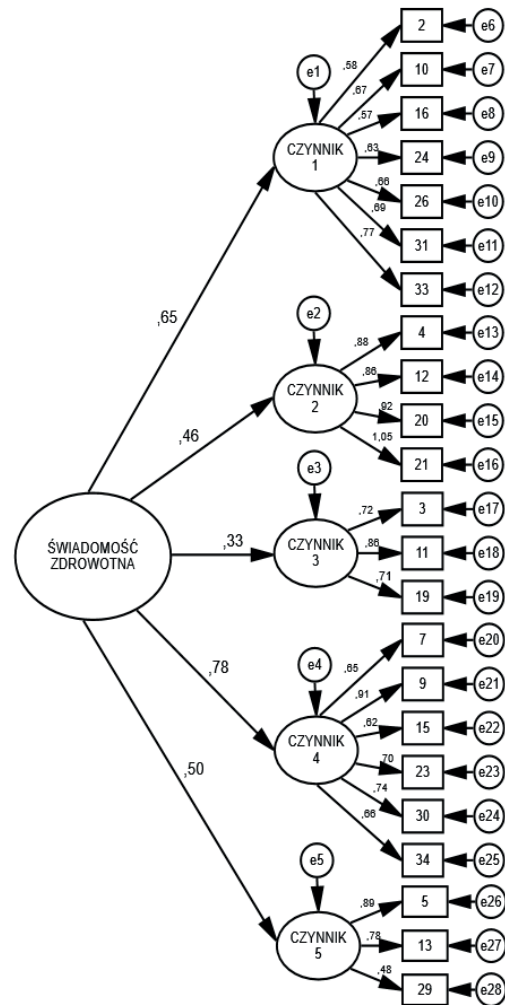 2
e6
e1
,58
10
e7
,67
16
e8
,57
CZYNNIK
1
,63
24
e9
,66
26
e10
,69
31
e11
,77
33
e12
,65
e2
,88
4
e13
,86
12
e14
CZYNNIK
2
,92
20
e15
1,05
21
e16
,46
e3
,72
3
e17
CZYNNIK
3
,86
11
e18
,71
19
e19
,33
ŚWIADOMOŚĆ
ZDROWOTNA
e4
,65
7
e20
,91
9
e21
,62
15
e22
CZYNNIK
4
,70
23
e23
,74
30
e24
,66
34
e25
,78
,50
e5
,89
5
e26
CZYNNIK
5
,78
13
e27
,48
29
e28